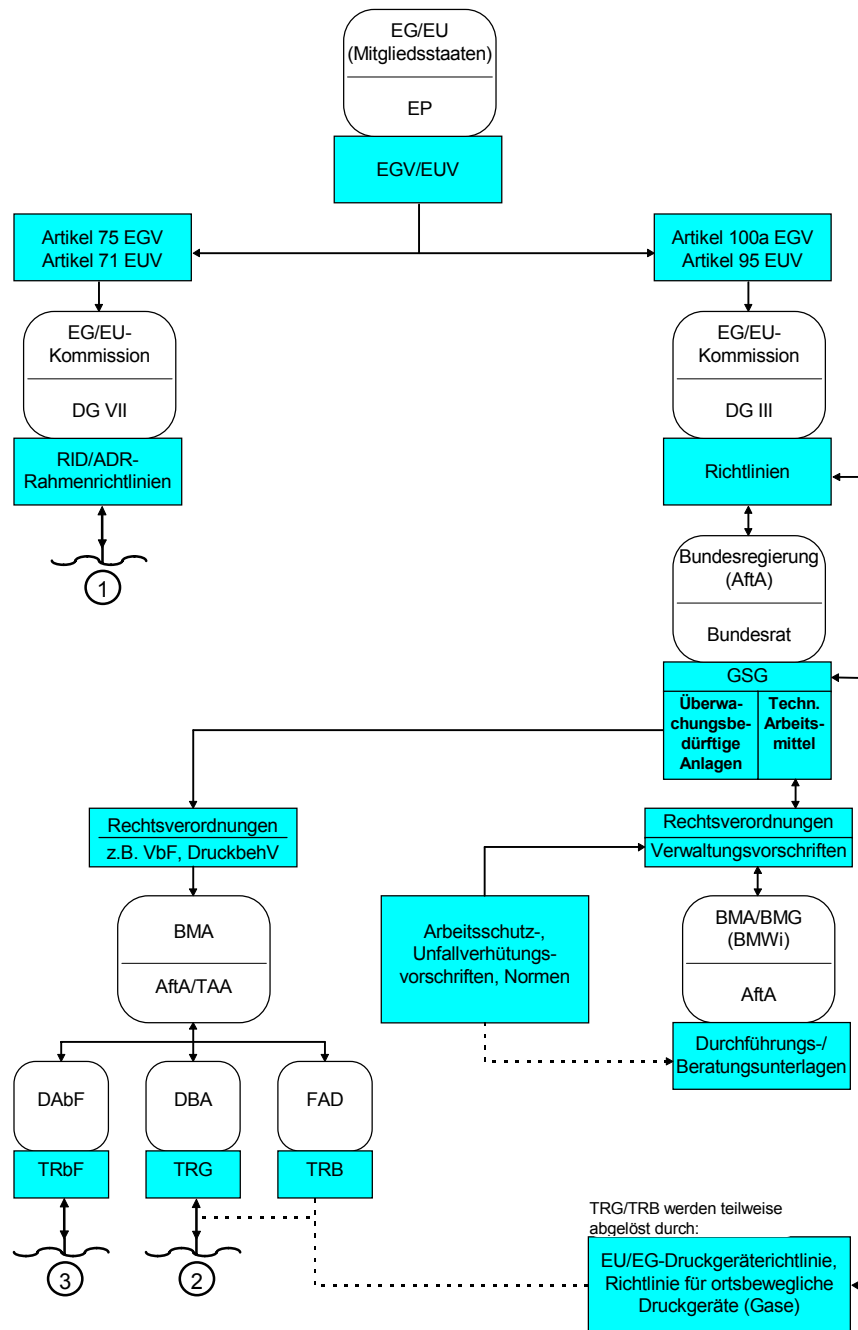 EG/EU
(Mitgliedsstaaten)
EP
EGV/EUV
Artikel 75 EGV
Artikel 71 EUV
Artikel 100a EGV
Artikel 95 EUV
EG/EU-
Kommission
DG VII
EG/EU-
Kommission
DG III
RID/ADR-
Rahmenrichtlinien
Richtlinien
1
Bundesregierung
(AftA)
Bundesrat
GSG
Überwa-
chungsbe-
dürftige
Anlagen
Techn.
Arbeits-
mittel
Rechtsverordnungen
z.B. VbF, DruckbehV
Rechtsverordnungen
Verwaltungsvorschriften
BMA
AftA/TAA
Arbeitsschutz-,
Unfallverhütungs-
vorschriften, Normen
BMA/BMG
(BMWi)
AftA
Durchführungs-/
Beratungsunterlagen
DAbF
DBA
FAD
TRbF
TRG
TRB
3
2
TRG/TRB werden teilweise
abgelöst durch:
EU/EG-Druckgeräterichtlinie,
Richtlinie für ortsbewegliche
Druckgeräte (Gase)